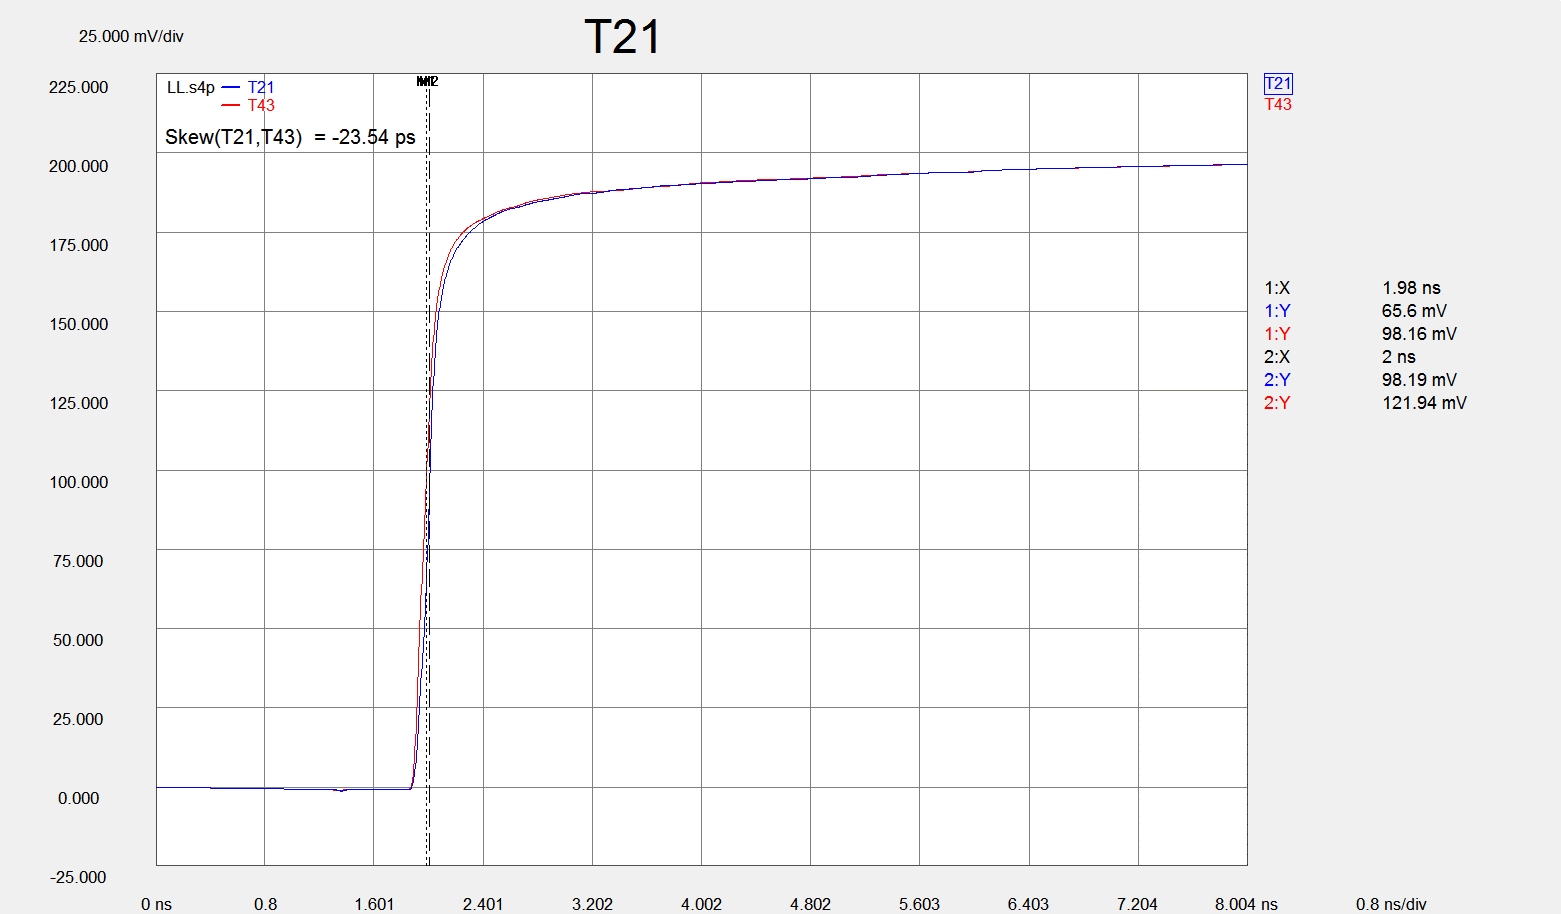 T21
25.000 mV/div
225.000
200.000
175.000
150.000
125.000
100.000
75.000
50.000
25.000
0.000
-25.000
LL.s4p T21
T43
Skew(T21,T43) = -23.54 ps
T21
T43
1:X 1.98 ns
1:Y 65.6 mV
1:Y 98.16 mV
2:X 2 ns
2:Y 98.19 mV
2:Y 121.94 mV
0 ns 0.8 1.601 2.401 3.202 4.002 4.802 5.603 6.403 7.204 8.004 ns 0.8 ns/div